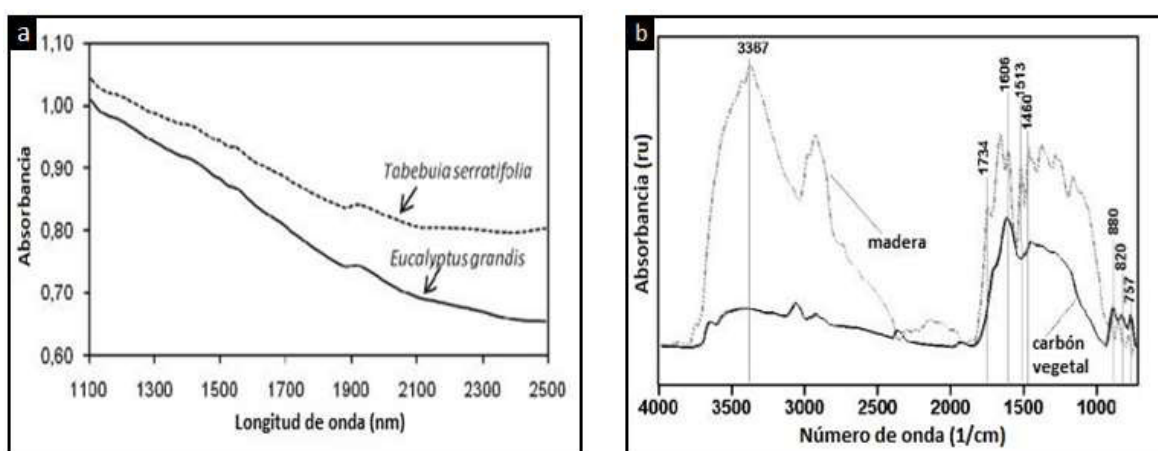 a
1,10
1,00
0,90
0,80
0,70
0,60
Absorbancia
Tabebuia serratifolia
Eucalyptus grandis
1100 1300 1500 1700 1900 2100 2300 2500
Longitud de onda (nm)
b
3387
1606
1513
1460
1734
880
820
757
Absorbancia (ru)
madera
carbón
vegetal
4000 3500 3000 2000 1500 1000
Número de onda (1/cm)